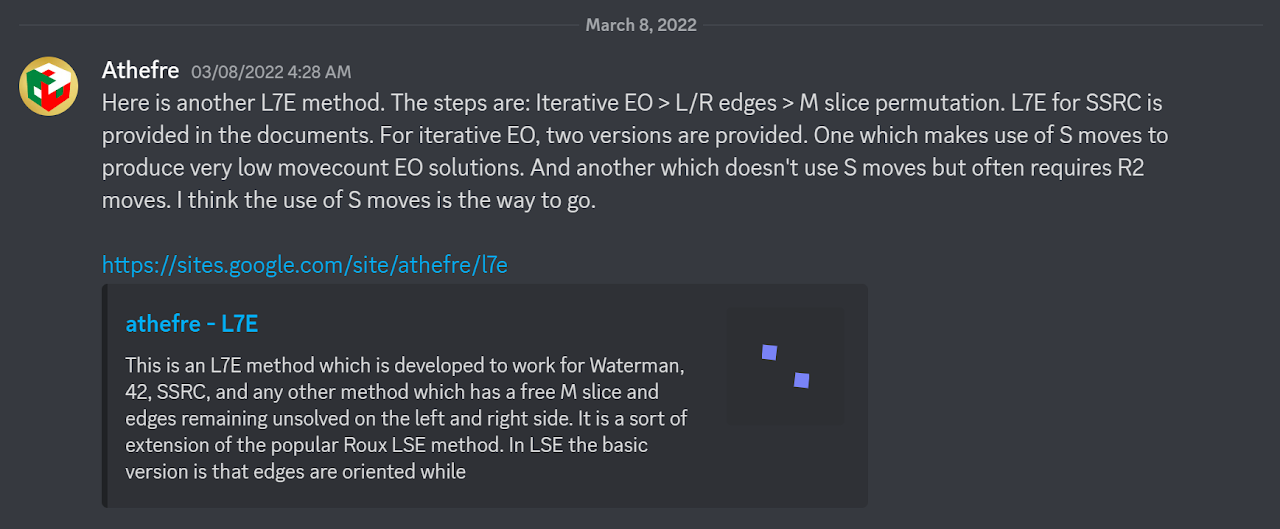 March 8, 2022
Athefre 03/08/2022 4:28 AM
Here is another L7E method. The steps are: Iterative EO > L/R edges > M slice permutation. L7E for SSRC is
provided in the documents. For iterative EO, two versions are provided. One which makes use of S moves to
produce very low movecount EO solutions. And another which doesn't use S moves but often requires R2
moves. I think the use of S moves is the way to go.
https://sites.google.com/site/athefre/l7e
athefre - L7E
This is an L7E method which is developed to work for Waterman,
42, SSRC, and any other method which has a free M slice and
edges remaining unsolved on the left and right side. It is a sort of
extension of the popular Roux LSE method. In LSE the basic
version is that edges are oriented while